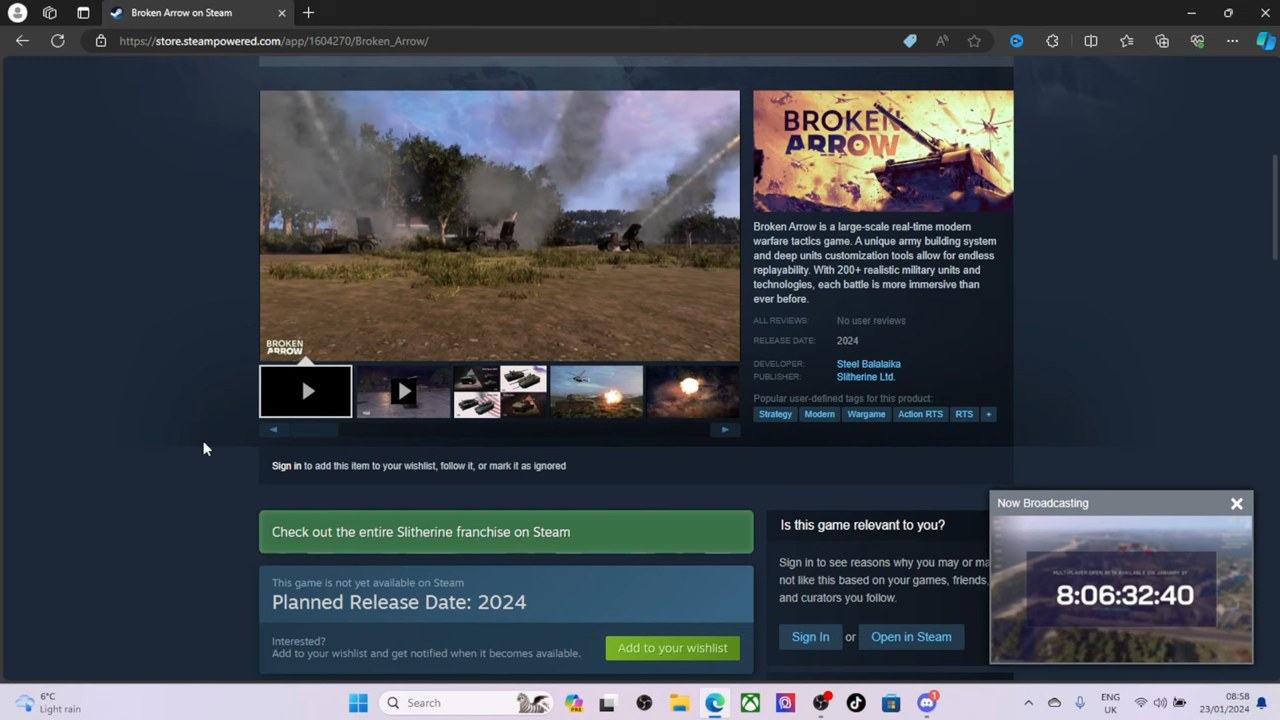 Broken Arrow on Steam
https://store.steampowered.com/app/1604270/Broken_Arrow/
BROKEN
ARROW
BROKEN
ARROW
Broken Arrow is a large-scale real-time modern
warfare tactics game. A unique army building system
and deep units customization tools allow for endless
replayability. With 200+ realistic military units and
technologies, each battle is more immersive than
ever before.
ALL REVIEWS: No user reviews
RELEASE DATE: 2024
DEVELOPER: Steel Balalaika
PUBLISHER: Slitherine Ltd.
Popular user-defined tags for this product:
Strategy Modern Wargame Action RTS RTS +
Sign in to add this item to your wishlist, follow it, or mark it as ignored
Check out the entire Slitherine franchise on Steam
This game is not yet available on Steam
Planned Release Date: 2024
Interested?
Add to your wishlist and get notified when it becomes available.
Add to your wishlist
Is this game relevant to you?
Sign in to see reasons why you may or ma
not like this based on your games, friends,
and curators you follow.
Sign In or Open in Steam
Now Broadcasting
MULTIPLAYER OPEN BETA AVAILABLE ON JANUARY
8:06:32:40
6°C
Light rain
Search
1
ENG
UK
08:58
23/01/2024